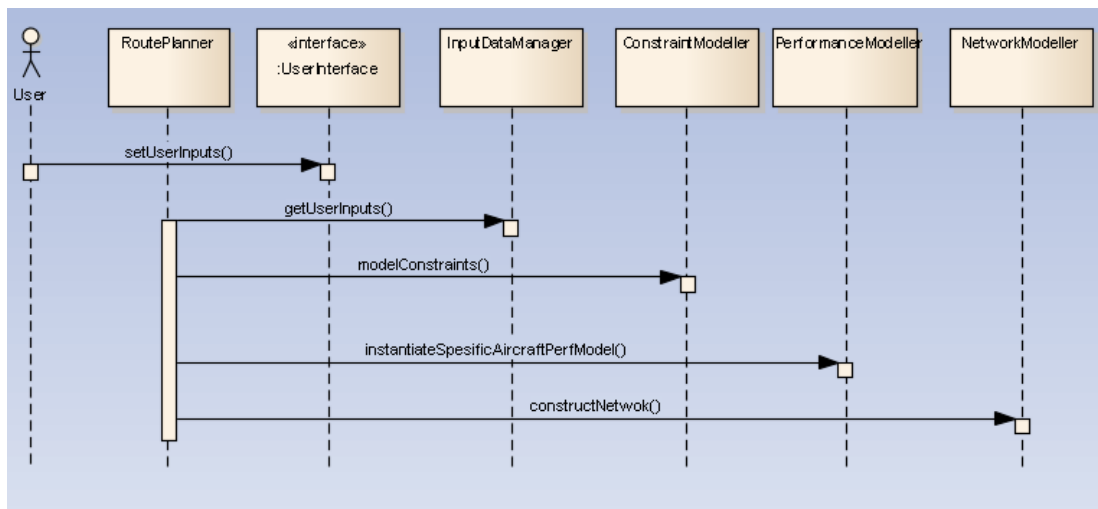 RoutePlanner
«interface»
:UserInterface
InputDataManager
ConstraintModeller
PerformanceModeller
NetworkModeller
User
setUserInputs()
getUserInputs()
modelConstraints()
instantiateSpesificAircraftPerfModel()
constructNetwok()